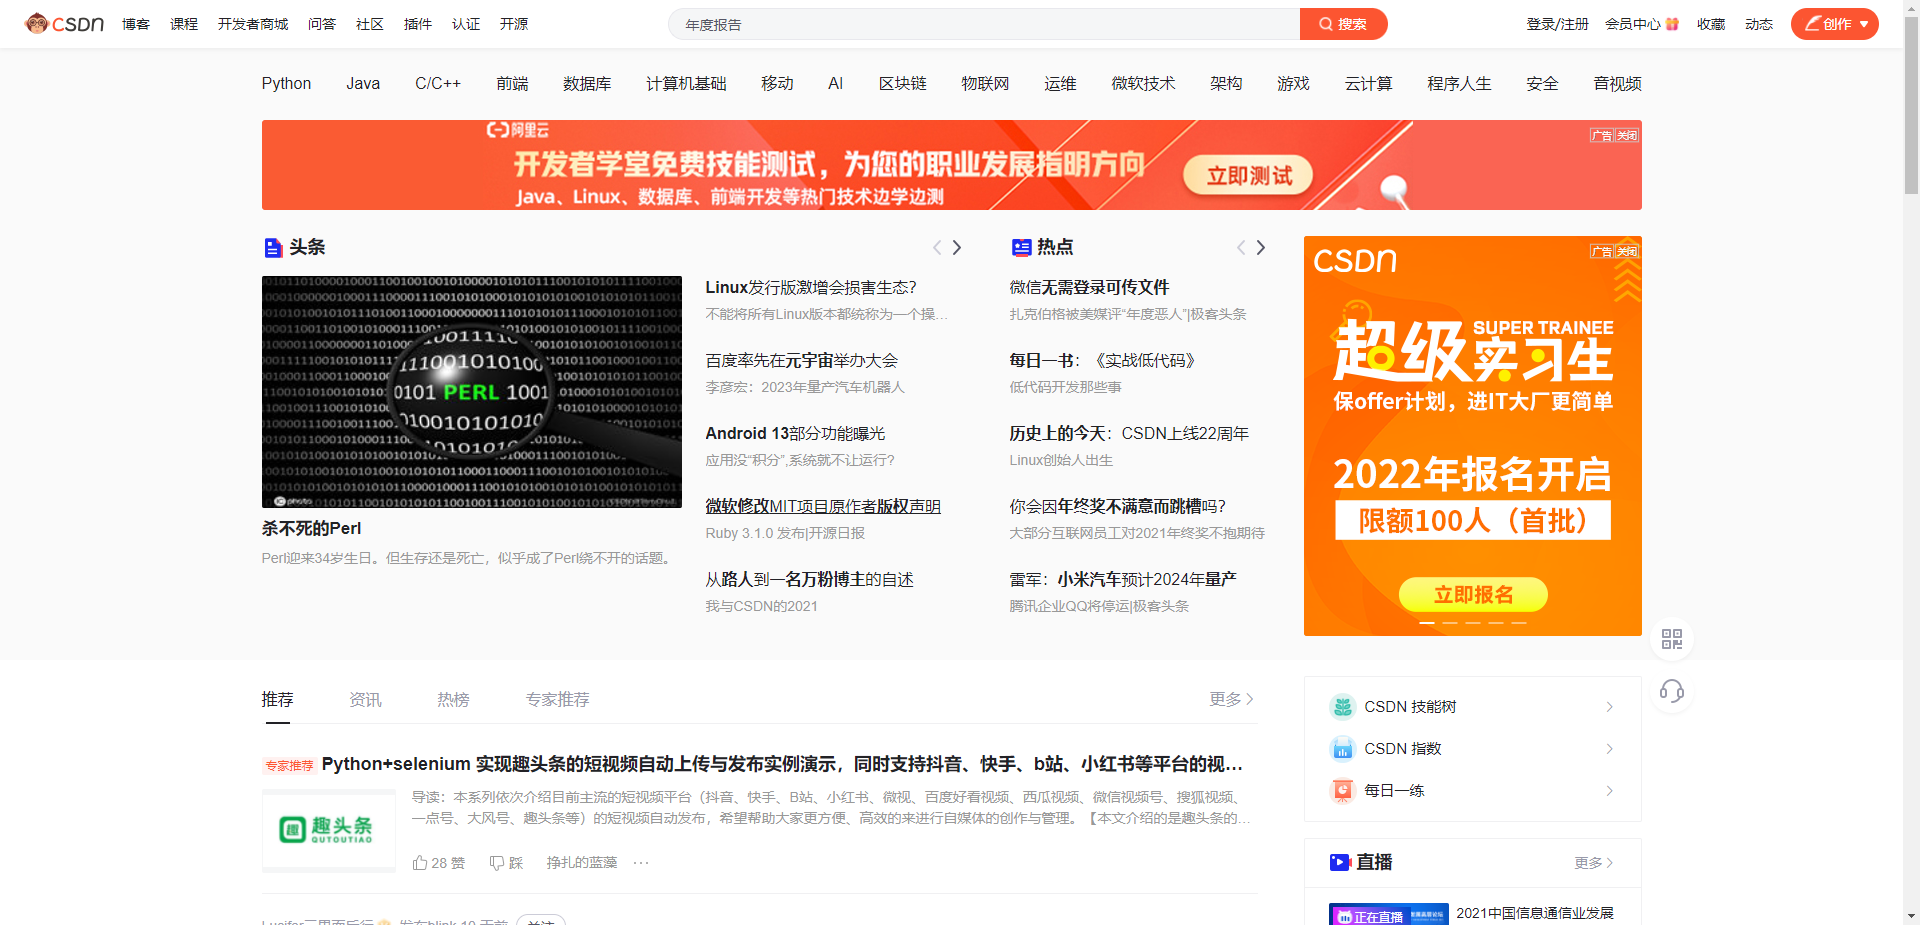 CSDN 博客 课程 开发者商城 问答 社区 插件 认证 开源 年度报告 搜索 登录/注册 会员中心 收藏 动态 创作
Python Java C/C++ 前端 数据库 计算机基础 移动 AI 区块链 物联网 运维 微软技术 架构 游戏 云计算 程序人生 安全 音视频
阿里云
开发者学堂免费技能测试，为您的职业发展指明方向
Java、Linux、数据库、前端开发等热门技术边学边测
立即测试
广告 关闭
头条
PERL
杀不死的Perl
Perl迎来34岁生日。但生存还是死亡，似乎成了Perl绕不开的话题。
Linux发行版激增会损害生态？
不能将所有Linux版本都统称为一个操...
百度率先在元宇宙举办大会
李彦宏：2023年量产汽车机器人
Android 13部分功能曝光
应用没“积分”,系统就不让运行?
微软修改MIT项目原作者版权声明
Ruby 3.1.0 发布|开源日报
从路人到一名万粉博主的自述
我与CSDN的2021
热点
微信无需登录可传文件
扎克伯格被美媒评“年度恶人”|极客头条
每日一书：《实战低代码》
低代码开发那些事
历史上的今天：CSDN上线22周年
Linux创始人出生
你会因年终奖不满意而跳槽吗？
大部分互联网员工对2021年终奖不抱期待
雷军：小米汽车预计2024年量产
腾讯企业QQ将停运|极客头条
CSDN
广告 关闭
超级实习生
SUPER TRAINEE
保offer计划，进IT大厂更简单
2022年报名开启
限额100人（首批）
立即报名
推荐 资讯 热榜 专家推荐 更多
专家推荐 Python+selenium 实现趣头条的短视频自动上传与发布实例演示，同时支持抖音、快手、b站、小红书等平台的视...
趣 趣头条
QUTOUTIAO
导读：本系列依次介绍目前主流的短视频平台（抖音、快手、B站、小红书、微视、百度好看视频、西瓜视频、微信视频号、搜狐视频、
一点号、大风号、趣头条等）的短视频自动发布，希望帮助大家更方便、高效的来进行自媒体的创作与管理。【本文介绍的是趣头条的...
28 赞 踩 挣扎的蓝藻 ...
CSDN 技能树
CSDN 指数
每日一练
直播 更多
正在直播
2021中国信息通信业发展